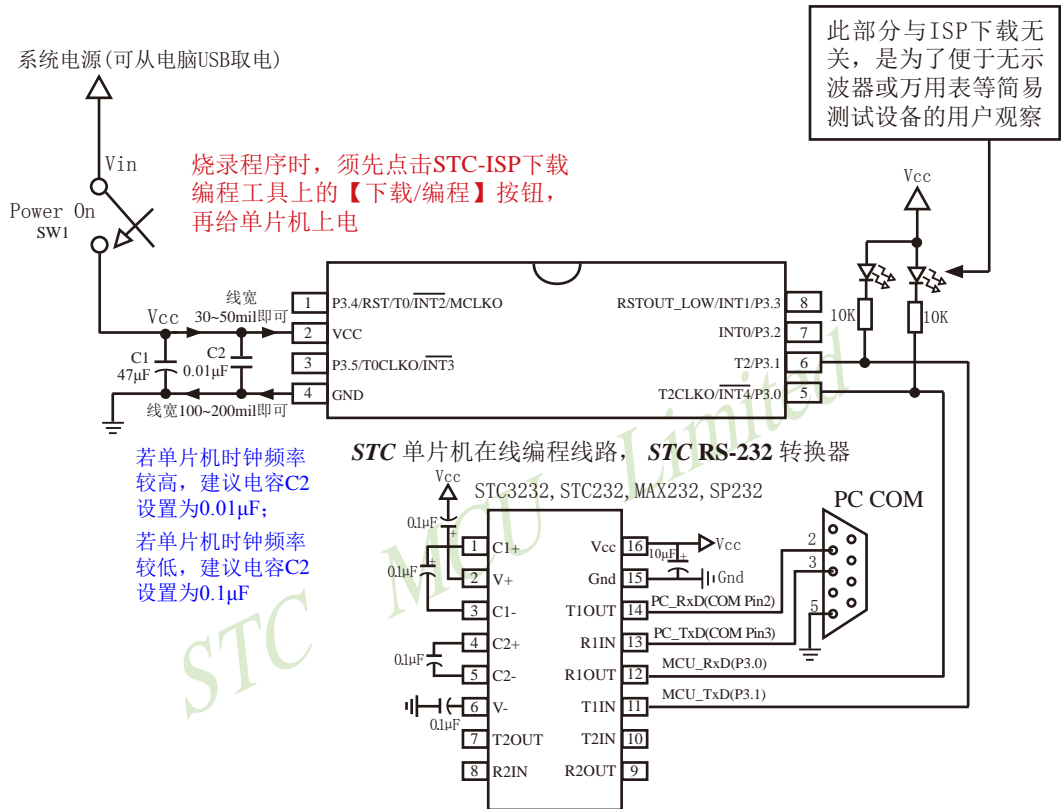 系统电源(可从电脑USB取电)
此部分与ISP下载无
关，是为了便于无示
波器或万用表等简易
测试设备的用户观察
Vin
Power On
SW1
烧录程序时，须先点击STC-ISP下载
编程工具上的【下载/编程】按钮，
再给单片机上电
Vcc
10K
10K
线宽
30~50mil即可
Vcc
C1
47μF
C2
0.01μF
线宽100~200mil即可
1 P3.4/RST/T0/INT2/MCLKO
2 VCC
3 P3.5/T0CLKO/INT3
4 GND
RSTOUT_LOW/INT1/P3.3 8
INT0/P3.2 7
T2/P3.1 6
T2CLKO/INT4/P3.0 5
若单片机时钟频率
较高，建议电容C2
设置为0.01μF；
若单片机时钟频率
较低，建议电容C2
设置为0.1μF
STC 单片机在线编程线路， STC RS-232 转换器
STC3232,STC232,MAX232,SP232
Vcc
0.1μF
+
0.1μF
+
0.1μF
0.1μF
1 C1+
2 V+
3 C1-
4 C2+
5 C2-
6 V-
7 T2OUT
8 R2IN
Vcc 16
Gnd 15
T1OUT 14
R1IN 13
R1OUT 12
T1IN 11
T2IN 10
R2OUT 9
10μF
+
Vcc
Gnd
PC_RxD(COM Pin2)
PC_TxD(COM Pin3)
MCU_RxD(P3.0)
MCU_TxD(P3.1)
PC COM
2
3
5
STC MCU Limited